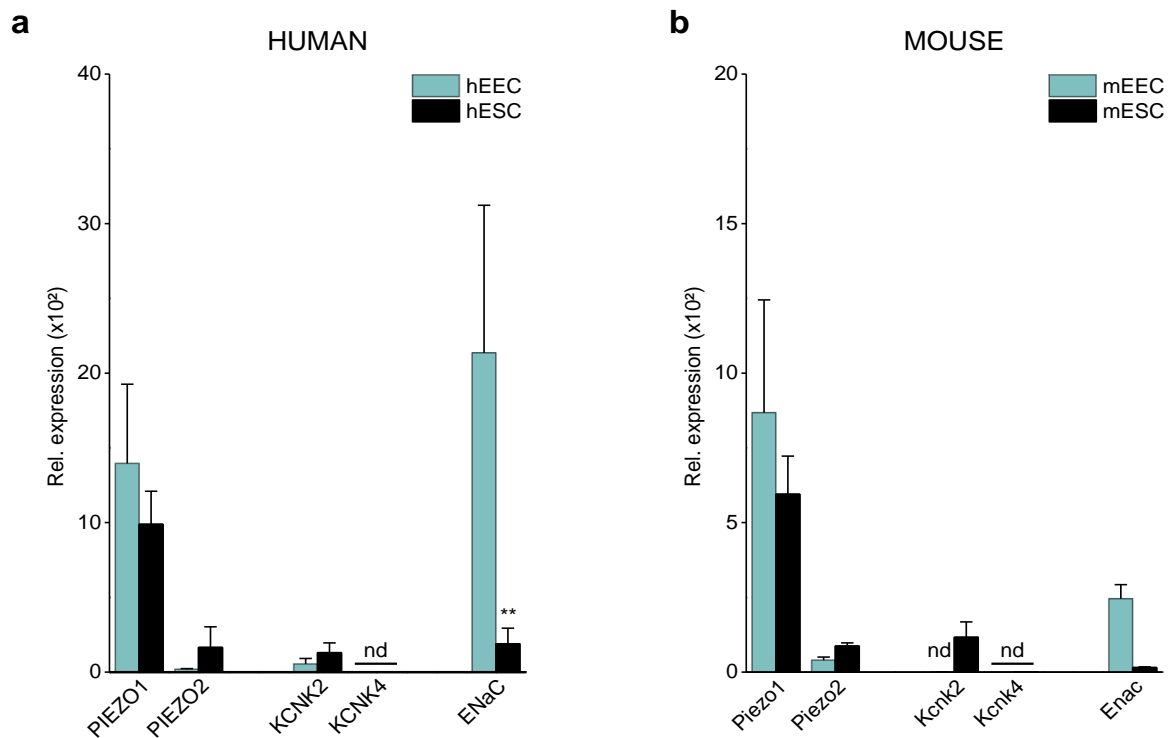 a
HUMAN
hEEC
hESC
Rel. expression (x10²)
40
30
20
10
0
nd
**
PIEZO1
PIEZO2
KCNK2
KCNK4
ENaC
b
MOUSE
mEEC
mESC
Rel. expression (x10²)
20
15
10
5
0
nd
nd
Piezo1
Piezo2
Kcnk2
Kcnk4
Enac